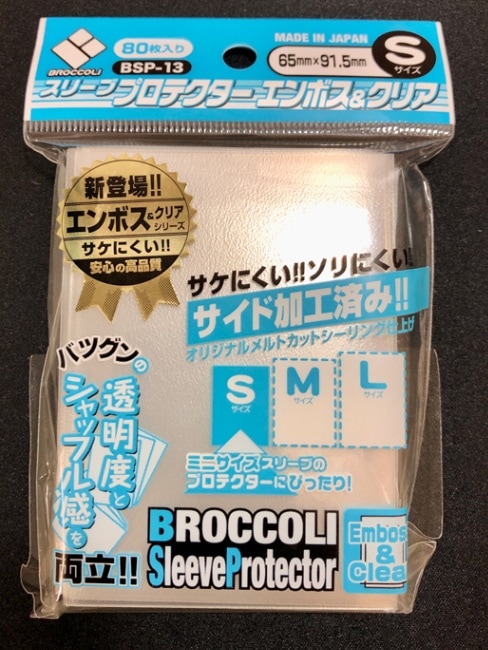 BROCCOLI
80枚入り
BSP-13
MADE IN JAPAN
65mm×91.5mm
S
サイズ
スリーブプロテクターエンボス&クリア
新登場!!
エンボス&クリア
シリーズ
サケにくい!!
安心の高品質
サケにくい!!ソリにくい!
サイド加工済み!!
オリジナルメルトカットシーリング仕上げ
バツグンの
透明度と
シャッフル感を
両立!!
S
サイズ
M
サイズ
L
サイズ
ミニサイズスリーブの
プロテクターにぴったり!
BROCCOLI
SleeveProtector
Embos
&
Clea